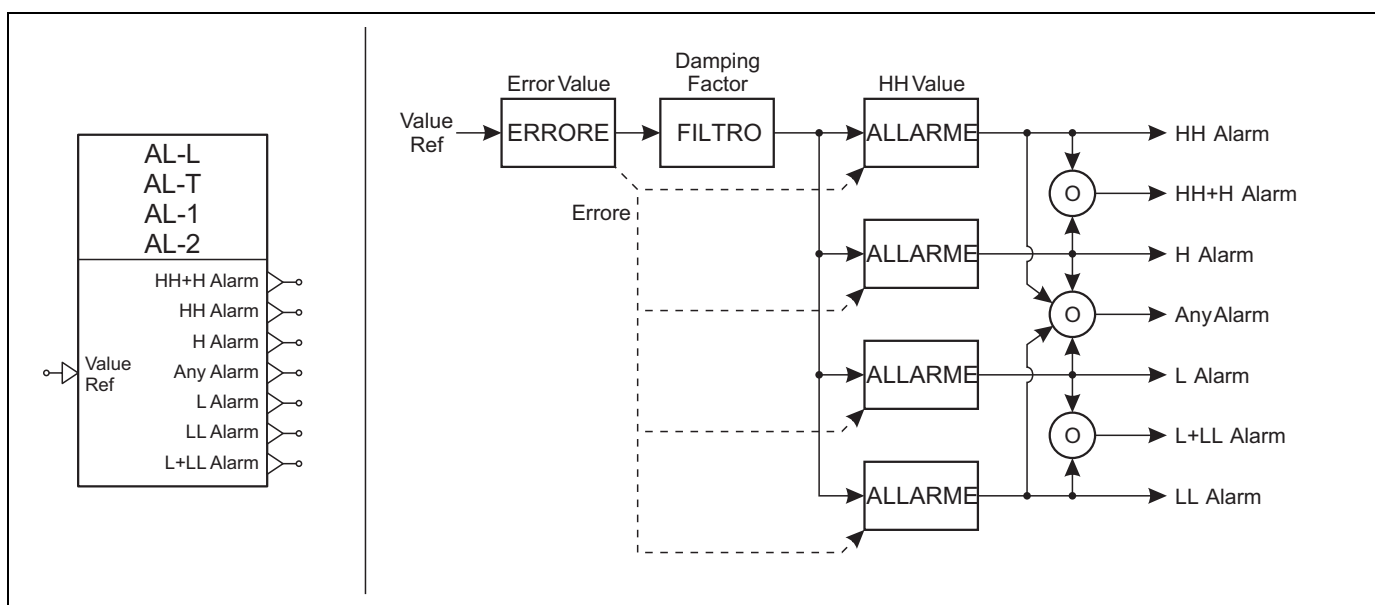 AL-L
AL-T
AL-1
AL-2
HH+H Alarm
HH Alarm
H Alarm
Any Alarm
L Alarm
LL Alarm
L+LL Alarm
Value
Ref
Value
Ref
Error Value
ERRORE
Damping
Factor
FILTRO
HH Value
ALLARME
Errore
ALLARME
ALLARME
ALLARME
O
O
O
HH Alarm
HH+H Alarm
H Alarm
Any Alarm
L Alarm
L+LL Alarm
LL Alarm